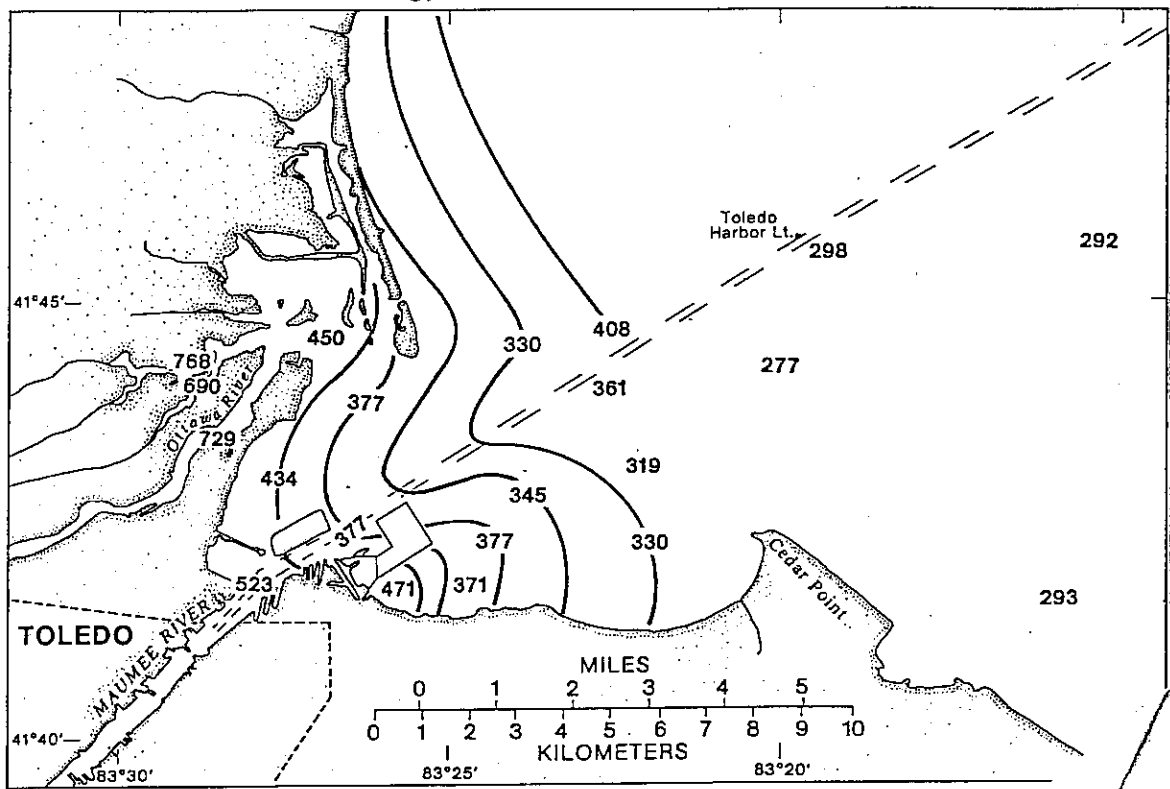 Toledo
Harbor Lt.
298
292
41°45'
408
330
450
768
690
361
277
377
Ottawa River
729
434
319
345
377
377
330
523
471
371
Cedar Point
293
TOLEDO
MAUMEE RIVER
MILES
0 1 2 3 4 5
0 1 2 3 4 5 6 7 8 9 10
KILOMETERS
41°40'
83°30'
83°25'
83°20'